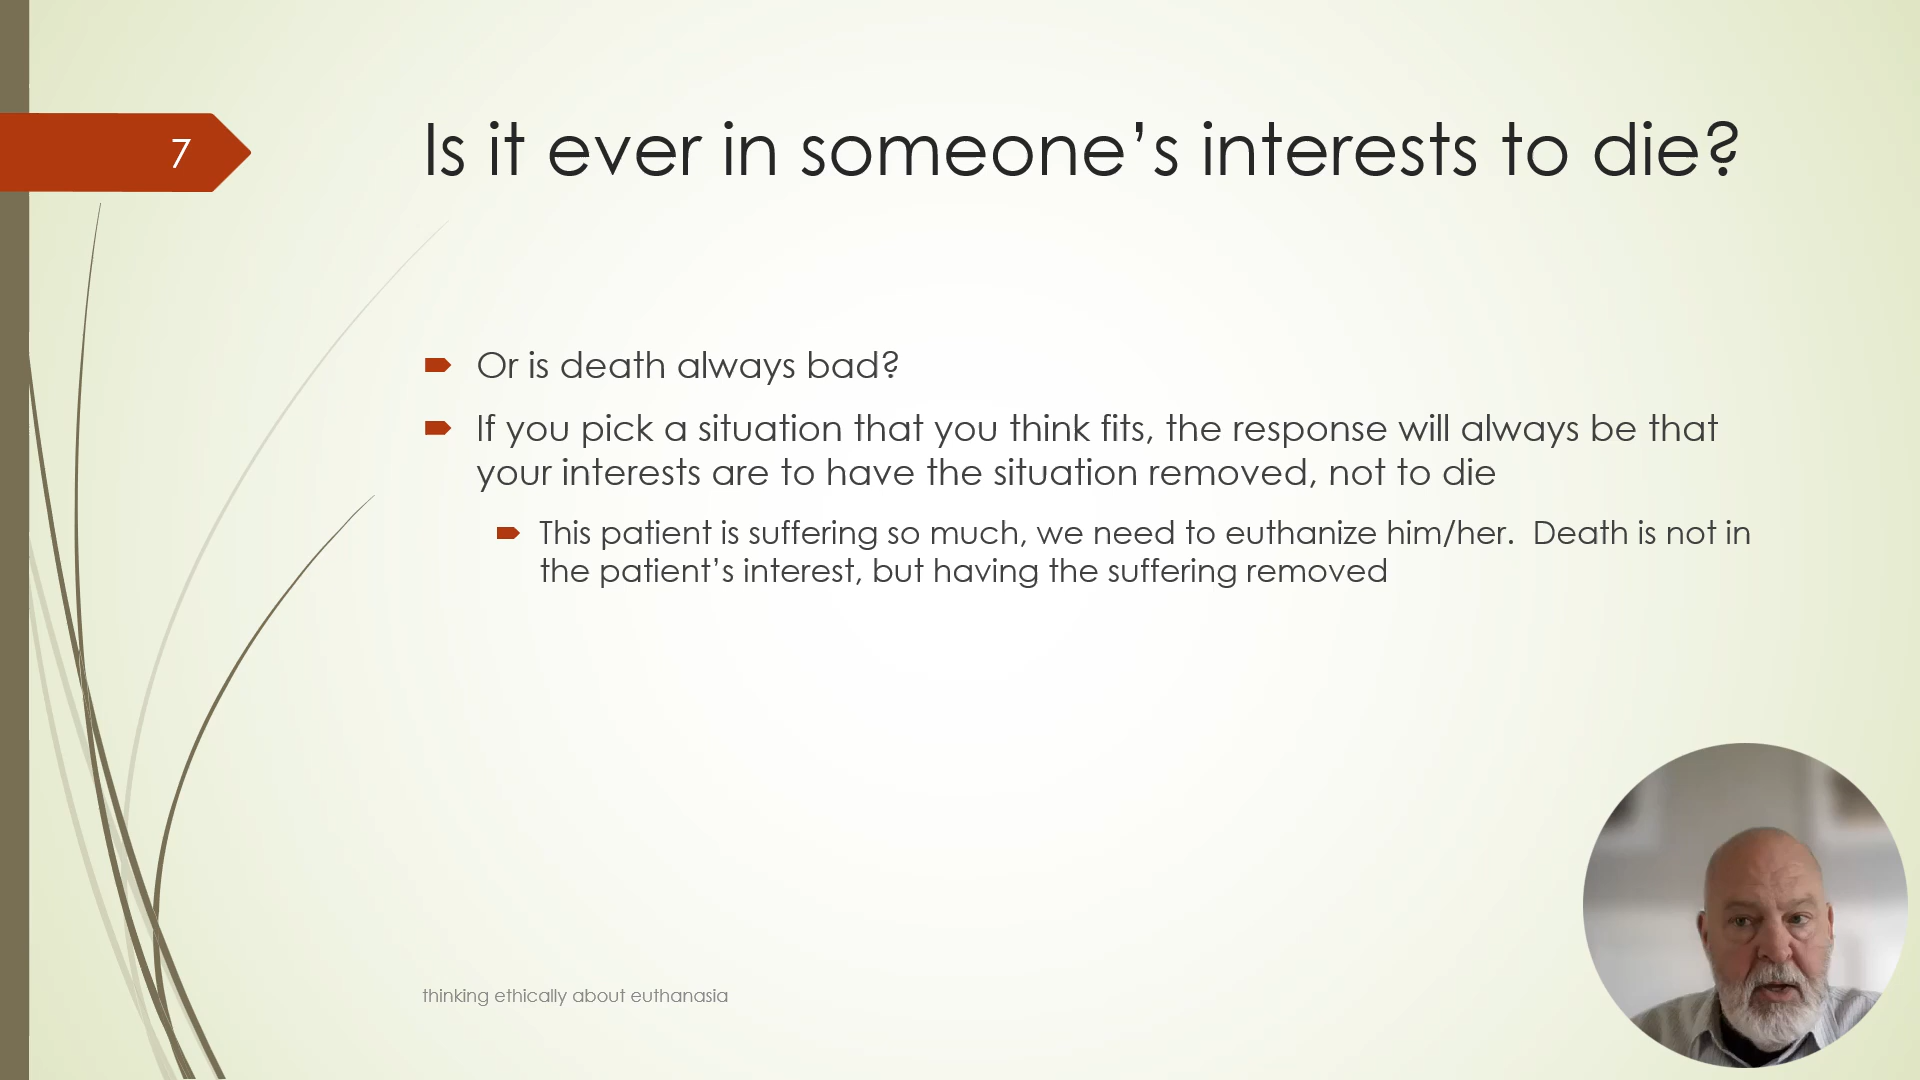 7
Is it ever in someone’s interests to die?
Or is death always bad?
If you pick a situation that you think fits, the response will always be that
your interests are to have the situation removed, not to die
This patient is suffering so much, we need to euthanize him/her.  Death is not in
the patient’s interest, but having the suffering removed
thinking ethically about euthanasia